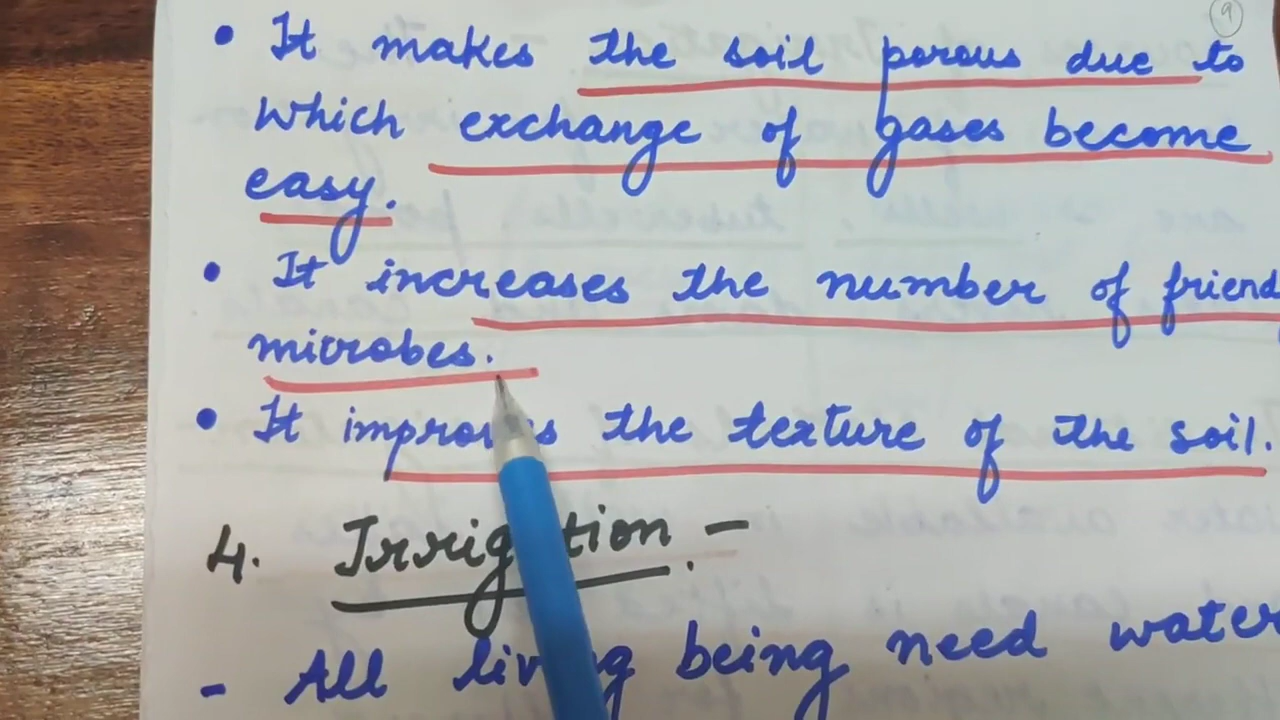 9
• It makes the soil porous due to
which exchange of gases become
easy.
• It increases the number of friend
microbes.
• It improves the texture of the soil.
4. Irrigation -
- All living being need water